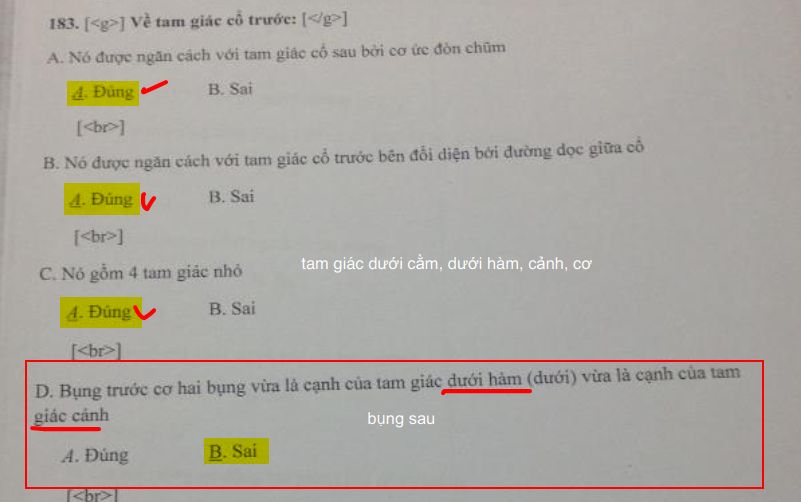 183. [<g>] Về tam giác cổ trước: [</g>]
A. Nó được ngăn cách với tam giác cổ sau bởi cơ ức đòn chũm
A. Đúng B. Sai
[<br>]
B. Nó được ngăn cách với tam giác cổ trước bên đối diện bởi đường dọc giữa cổ
A. Đúng B. Sai
[<br>]
tam giác dưới cằm, dưới hàm, cảnh, cơ
C. Nó gồm 4 tam giác nhỏ
A. Đúng B. Sai
[<br>]
D. Bụng trước cơ hai bụng vừa là cạnh của tam giác dưới hàm (dưới) vừa là cạnh của tam
giác cảnh
bụng sau
A. Đúng B. Sai
[<br>]